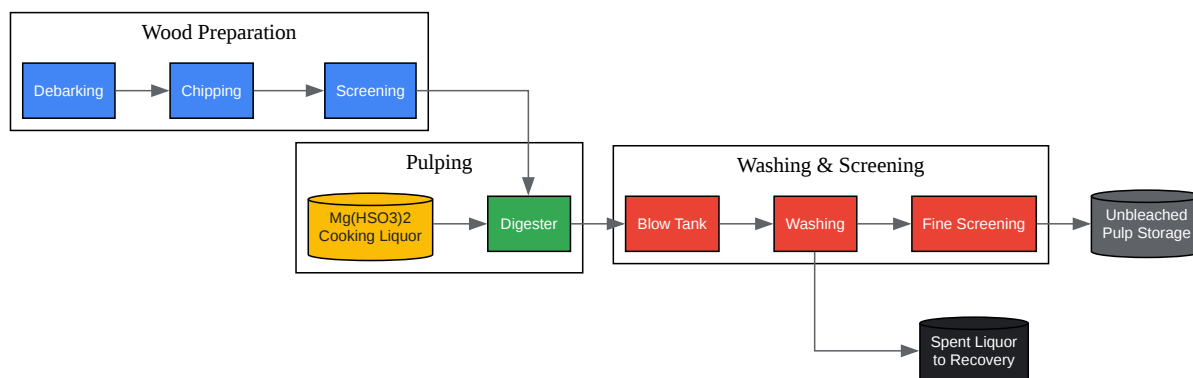 Wood Preparation
Debarking
Chipping
Screening
Pulping
Mg(HSO3)2
Cooking Liquor
Digester
Washing & Screening
Blow Tank
Washing
Fine Screening
Unbleached
Pulp Storage
Spent Liquor
to Recovery